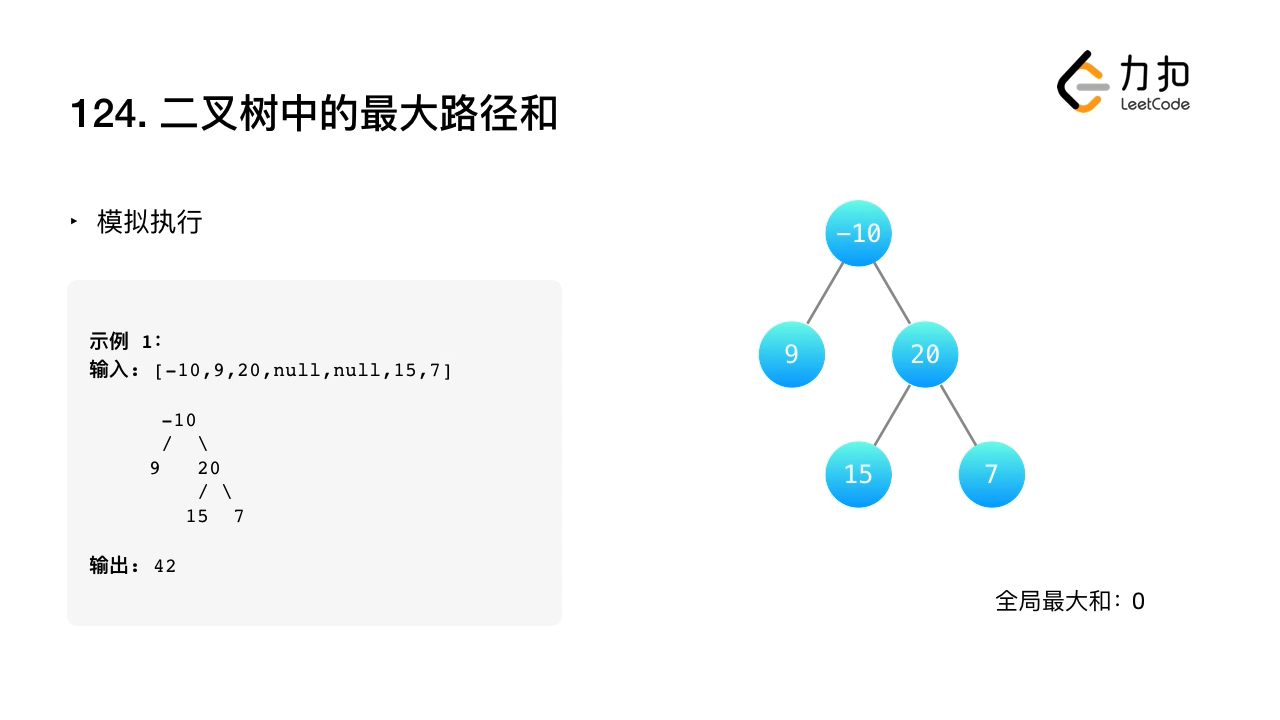 124. 二叉树中的最大路径和
力扣
LeetCode
‣ 模拟执行
示例 1:
输入: [-10,9,20,null,null,15,7]
-10
/ \
9 20
/ \
15 7
输出: 42
-10
9 20
15 7
全局最大和: 0